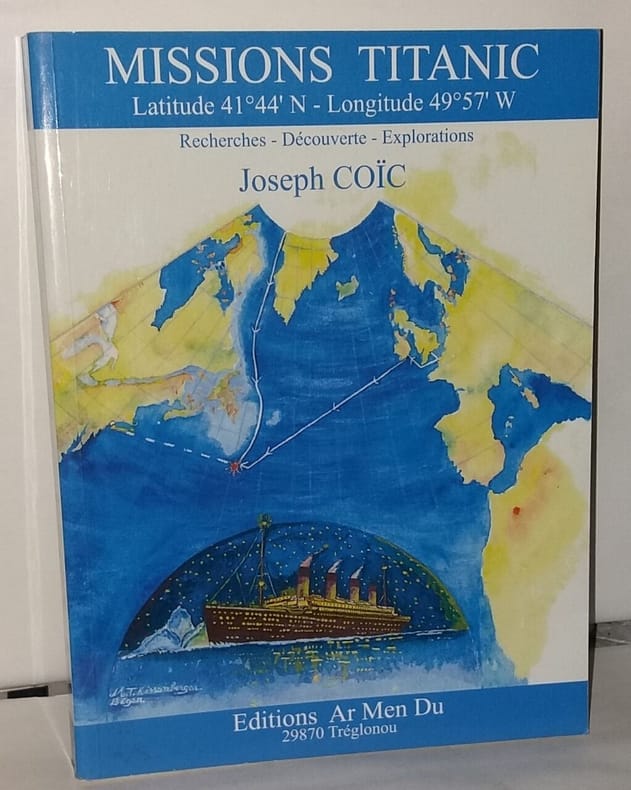 MISSIONS TITANIC
Latitude 41°44' N - Longitude 49°57' W
Recherches - Découverte - Explorations
Joseph COÏC
Editions Ar Men Du
29870 Tréglonou